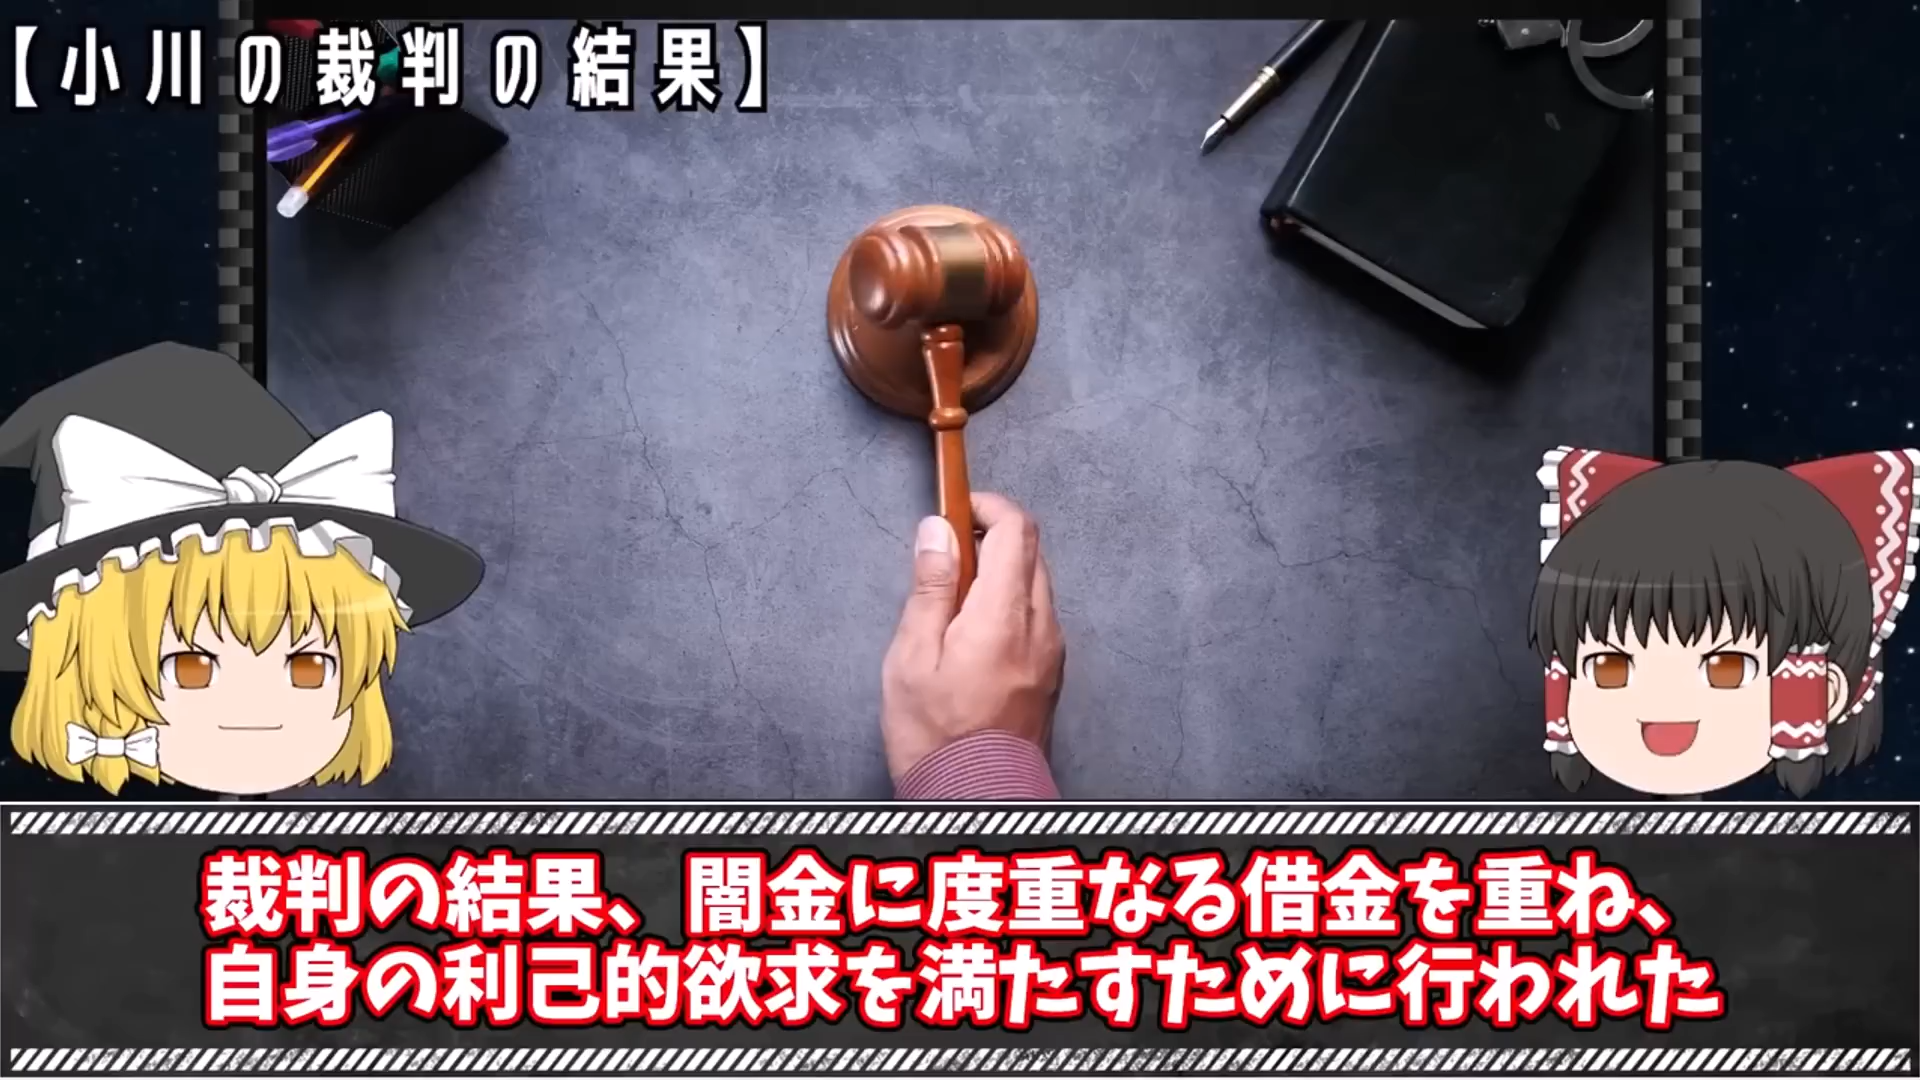 【小川の裁判の結果】
裁判の結果、闇金に度重なる借金を重ね、
自身の利己的欲求を満たすために行われた